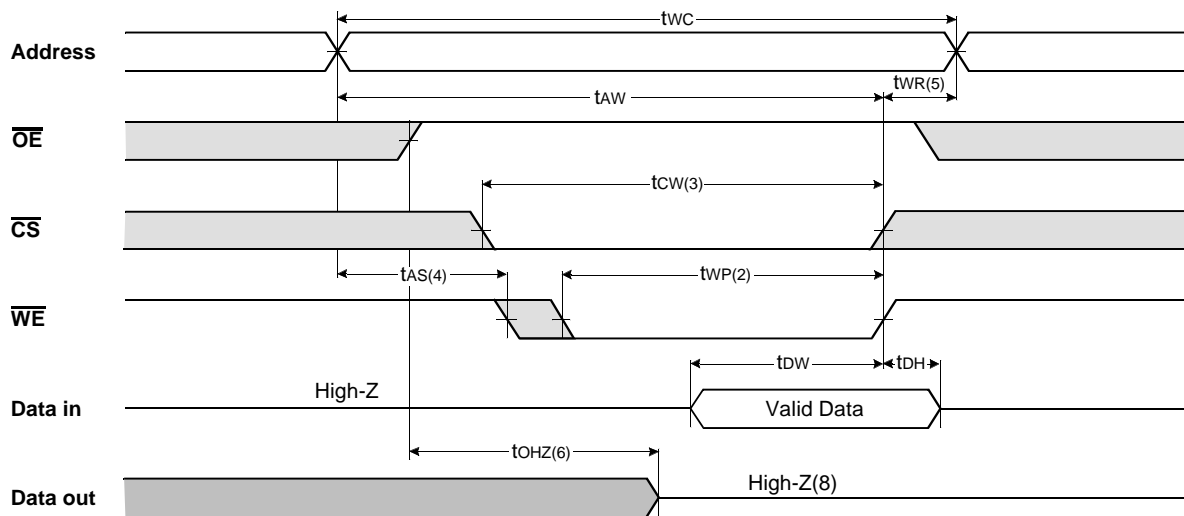 tWC
Address
tAW
tWR(5)
OE
tCW(3)
CS
tAS(4)
tWP(2)
WE
tDW
tDH
High-Z
Data in
Valid Data
tOHZ(6)
High-Z(8)
Data out